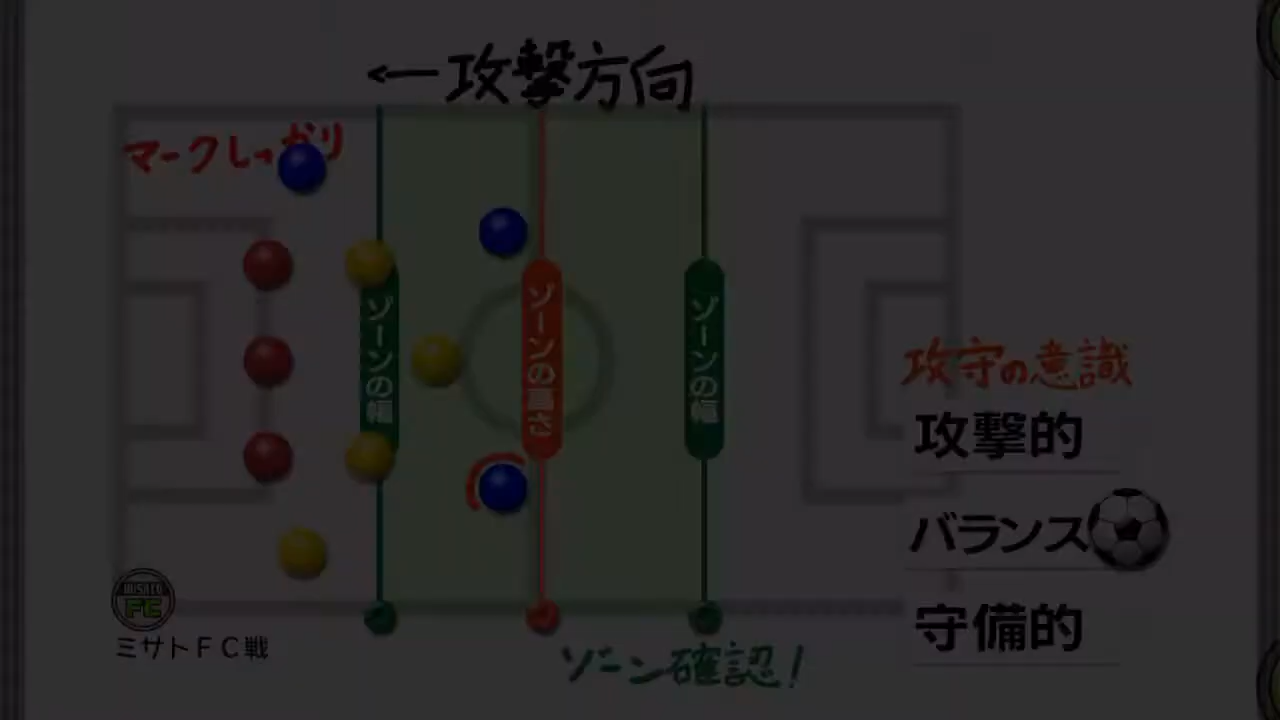 ←攻撃方向
マークしっかり
ゾーンの幅
ゾーンの高さ
ゾーンの幅
攻守の意識
攻撃的
バランス
守備的
MISATO
FC
ミサトFC戦
ゾーン確認!